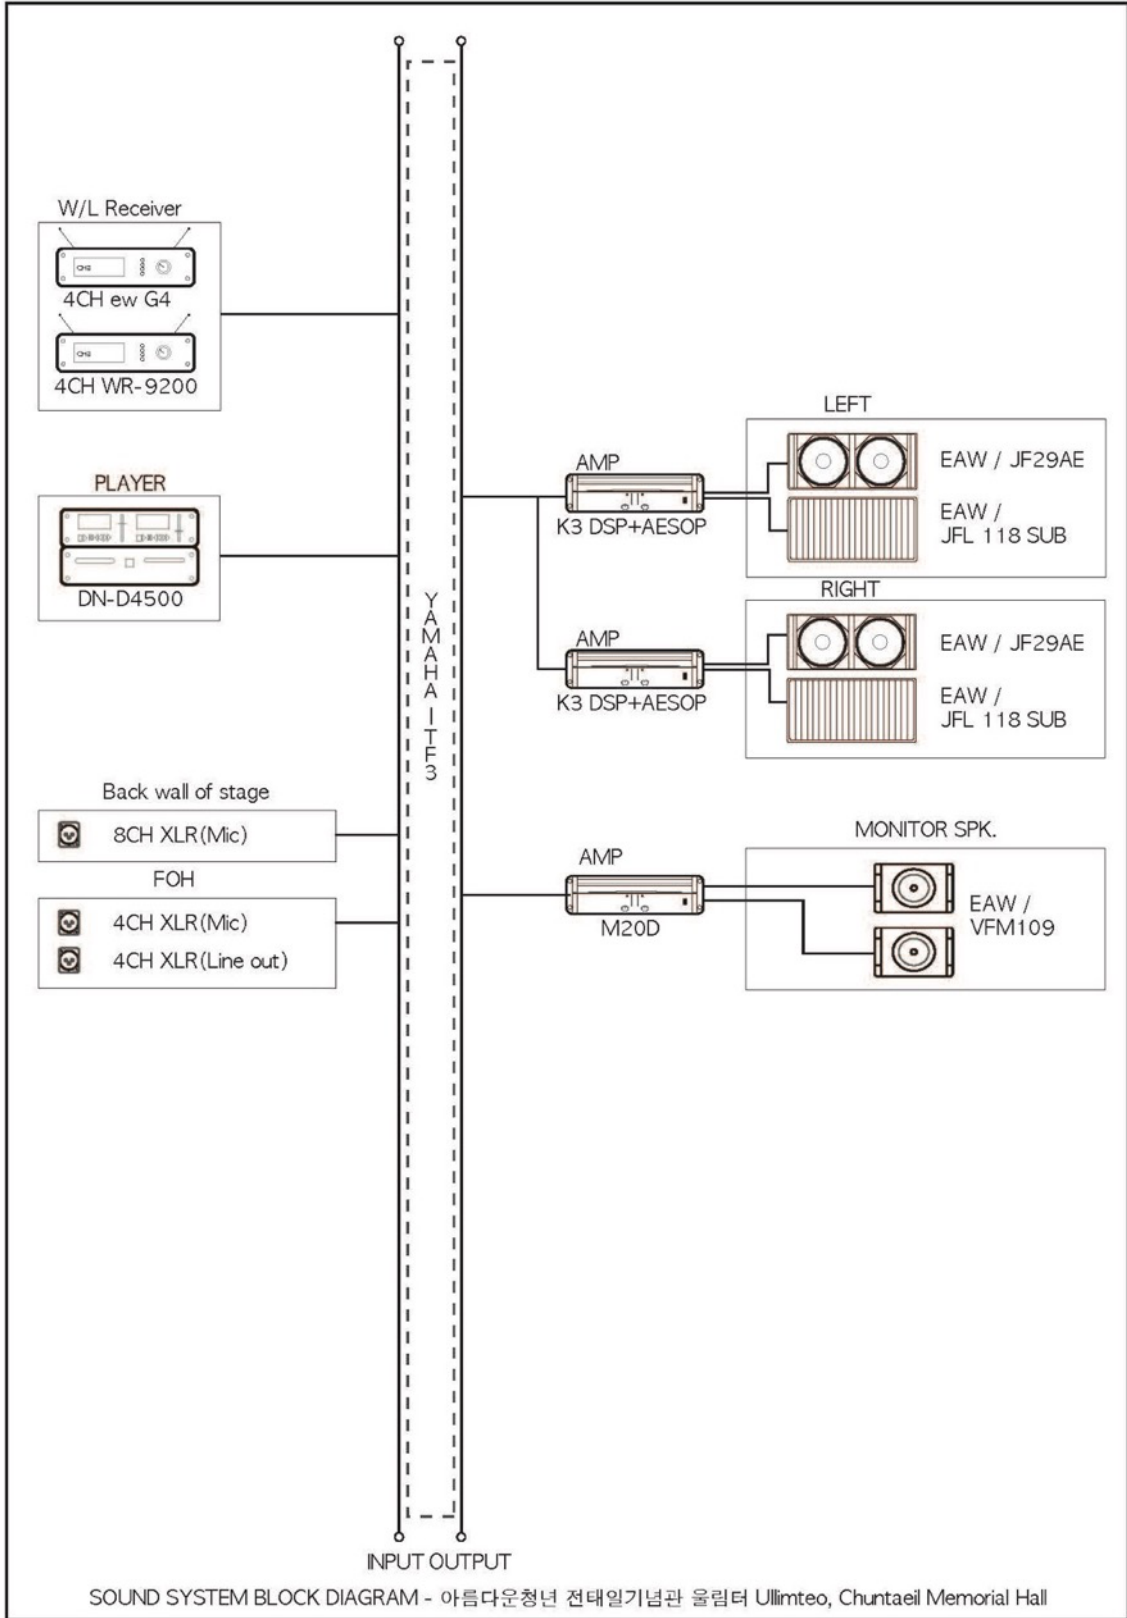 W/L Receiver
4CH ew G4
4CH WR-9200
PLAYER
DN-D4500
Back wall of stage
8CH XLR(Mic)
FOH
4CH XLR(Mic)
4CH XLR(Line out)
YAMAHA | TF3
AMP
K3 DSP+AESOP
LEFT
EAW / JF29AE
EAW /
JFL 118 SUB
AMP
K3 DSP+AESOP
RIGHT
EAW / JF29AE
EAW /
JFL 118 SUB
AMP
M20D
MONITOR SPK.
EAW /
VFM109
INPUT OUTPUT
SOUND SYSTEM BLOCK DIAGRAM - 아름다운청년 전태일기념관 울림터 Ullimteo, Chuntaeil Memorial Hall